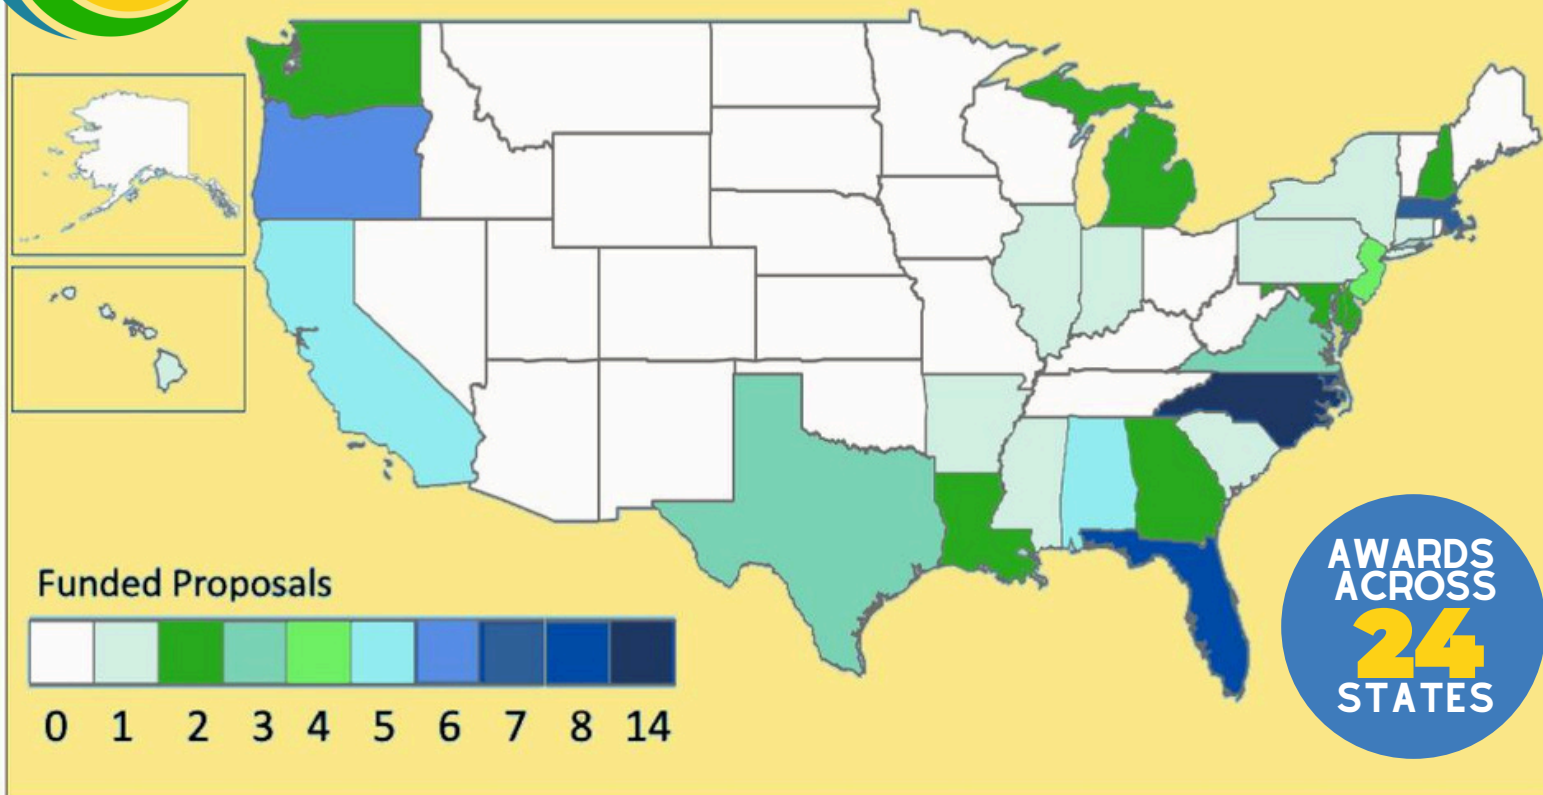 Funded Proposals
0 1 2 3 4 5 6 7 8 14
AWARDS
ACROSS
24
STATES